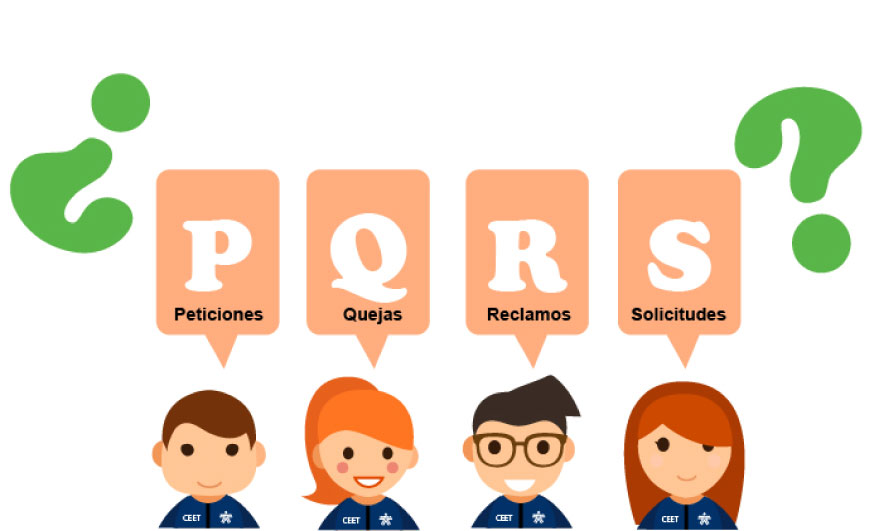 ¿ ?
P Q R S
Peticiones Quejas Reclamos Solicitudes
CEET CEET CEET CEET